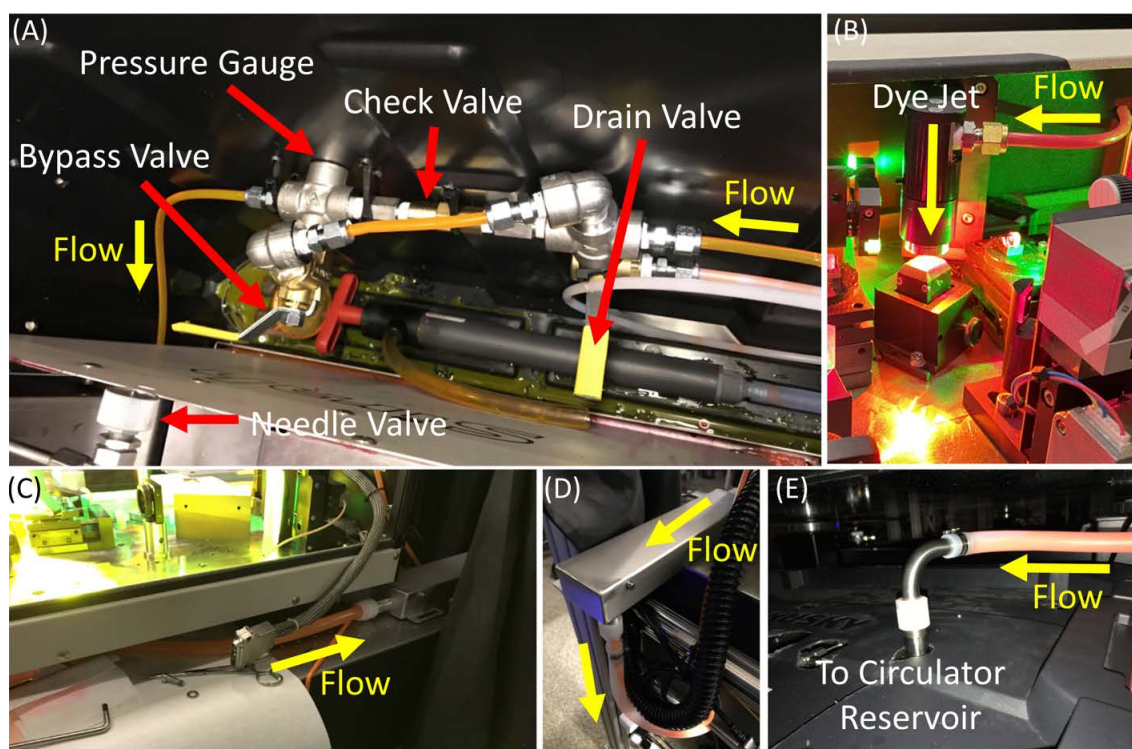 (A)
Pressure Gauge
Check Valve
Drain Valve
Bypass Valve
Flow
Flow
Needle Valve
(B)
Flow
Dye Jet
(C)
Flow
(D)
Flow
(E)
Flow
To Circulator
Reservoir